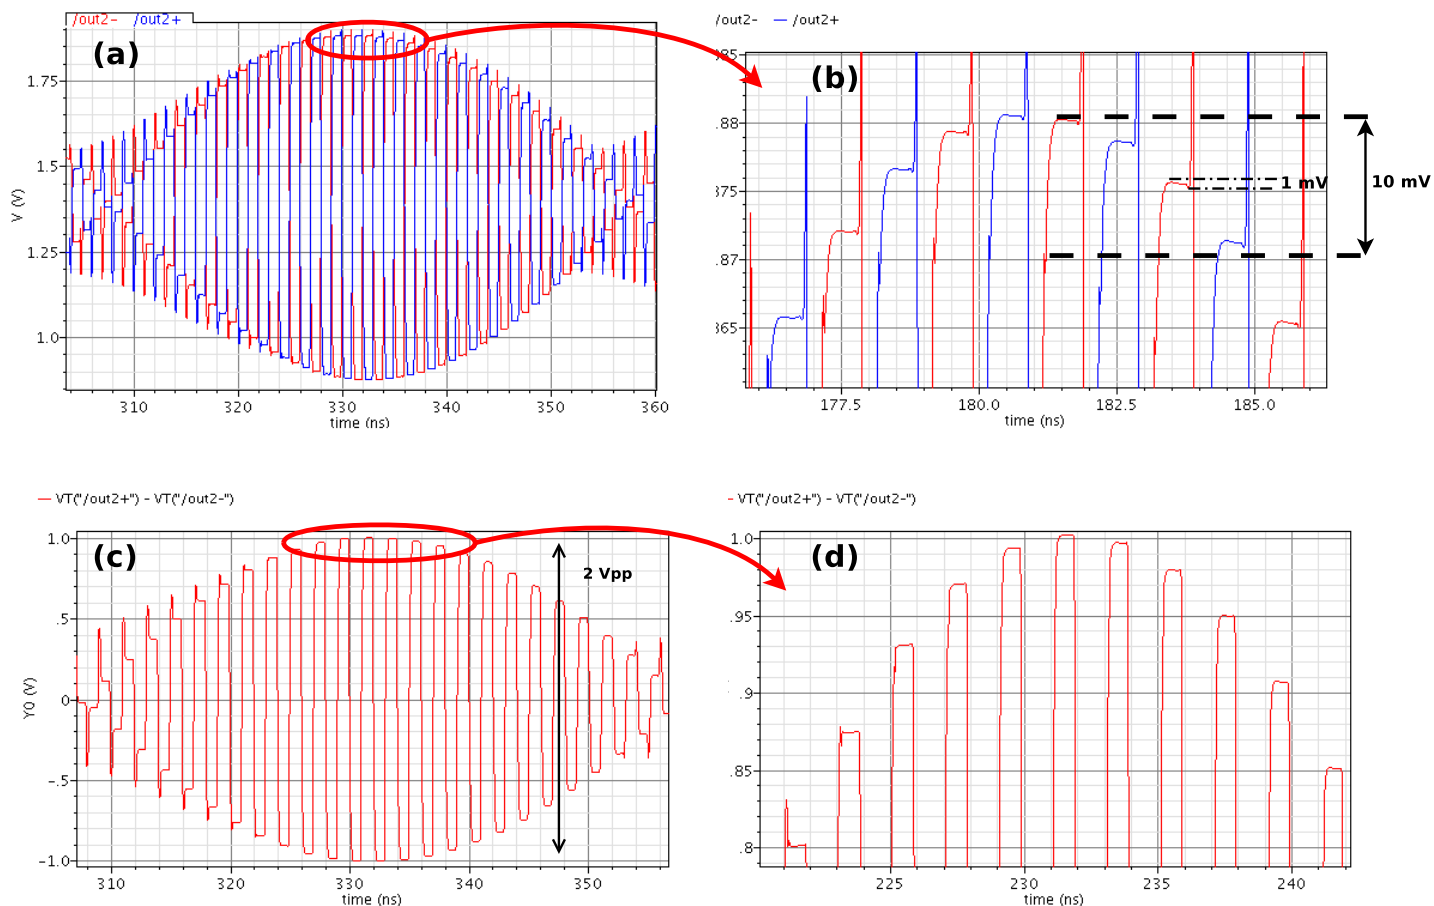 /out2- /out2+
(a)
1.75
1.5
1.25
1.0
V (V)
310 320 330 340 350 360
time (ns)
/out2- /out2+
(b)
.88
375
.87
365
1 mV
10 mV
177.5 180.0 182.5 185.0
time (ns)
VT("/out2+") - VT("/out2-")
(c)
1.0
.5
0
-.5
-1.0
Y0 (V)
2 Vpp
310 320 330 340 350
time (ns)
VT("/out2+") - VT("/out2-")
(d)
1.0
.95
.9
.85
.8
225 230 235 240
time (ns)